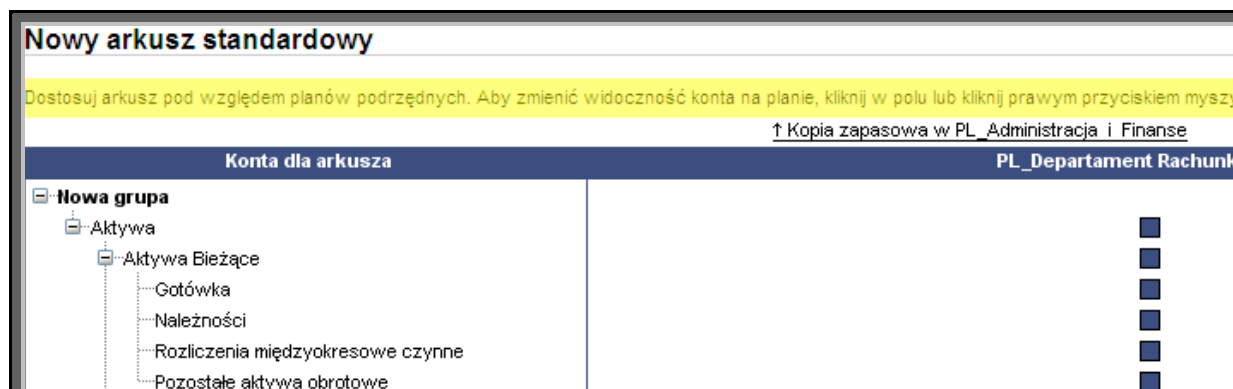 Nowy arkusz standardowy
Dostosuj arkusz pod względem planów podrzędnych. Aby zmienić widoczność konta na planie, kliknij w polu lub kliknij prawym przyciskiem myszy
↑ Kopia zapasowa w PL_Administracja i Finanse
Konta dla arkusza PL_Departament Rachunk
Nowa grupa
Aktywa
Aktywa Bieżące
Gotówka
Należności
Rozliczenia międzyokresowe czynne
Pozostałe aktywa obrotowe